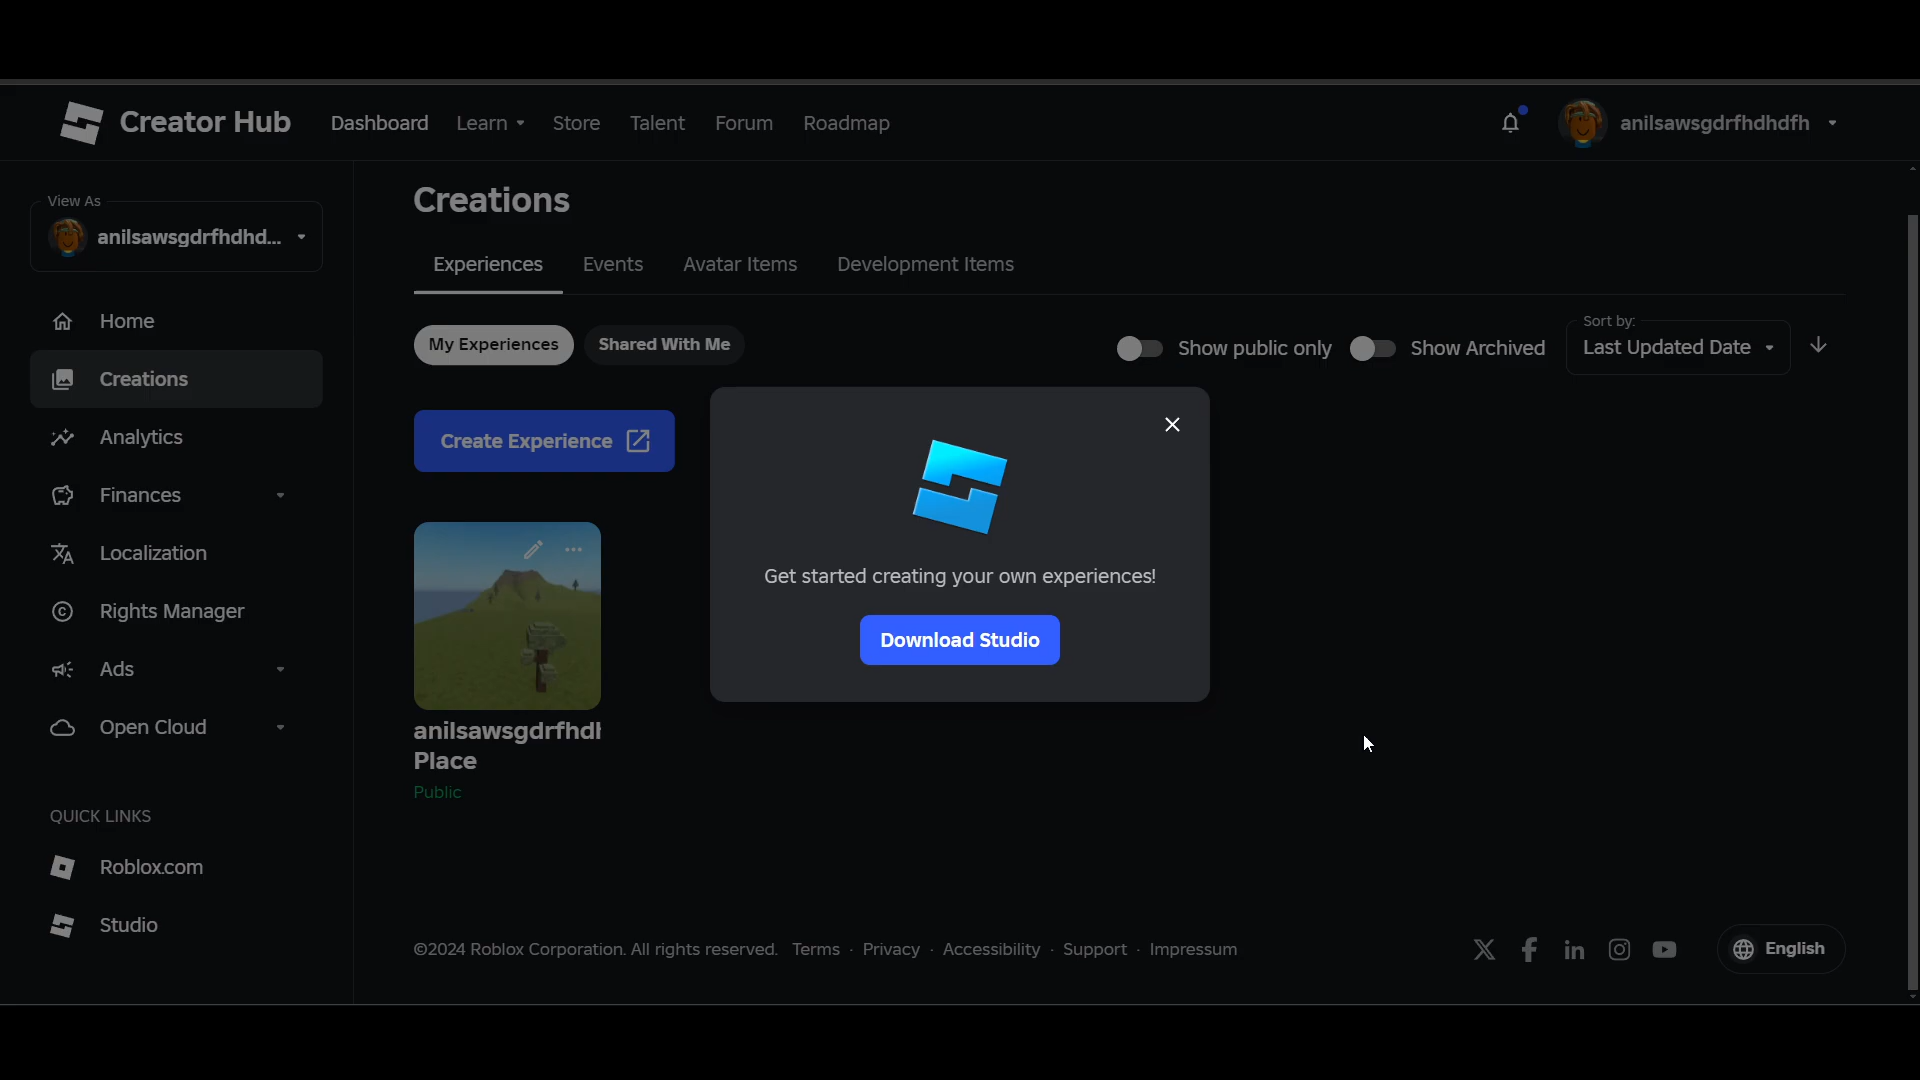 Creator Hub
Dashboard
Learn
Store
Talent
Forum
Roadmap
anilsawsgdrfhdhdfh
View As
anilsawsgdrfhdhd...
Home
Creations
Analytics
Finances
Localization
Rights Manager
Ads
Open Cloud
QUICK LINKS
Roblox.com
Studio
Creations
Experiences
Events
Avatar Items
Development Items
My Experiences
Shared With Me
Show public only
Show Archived
Sort by:
Last Updated Date
Create Experience
Get started creating your own experiences!
Download Studio
Place
Public
©2024 Roblox Corporation. All rights reserved.
Terms · Privacy · Accessibility · Support · Impressum
English